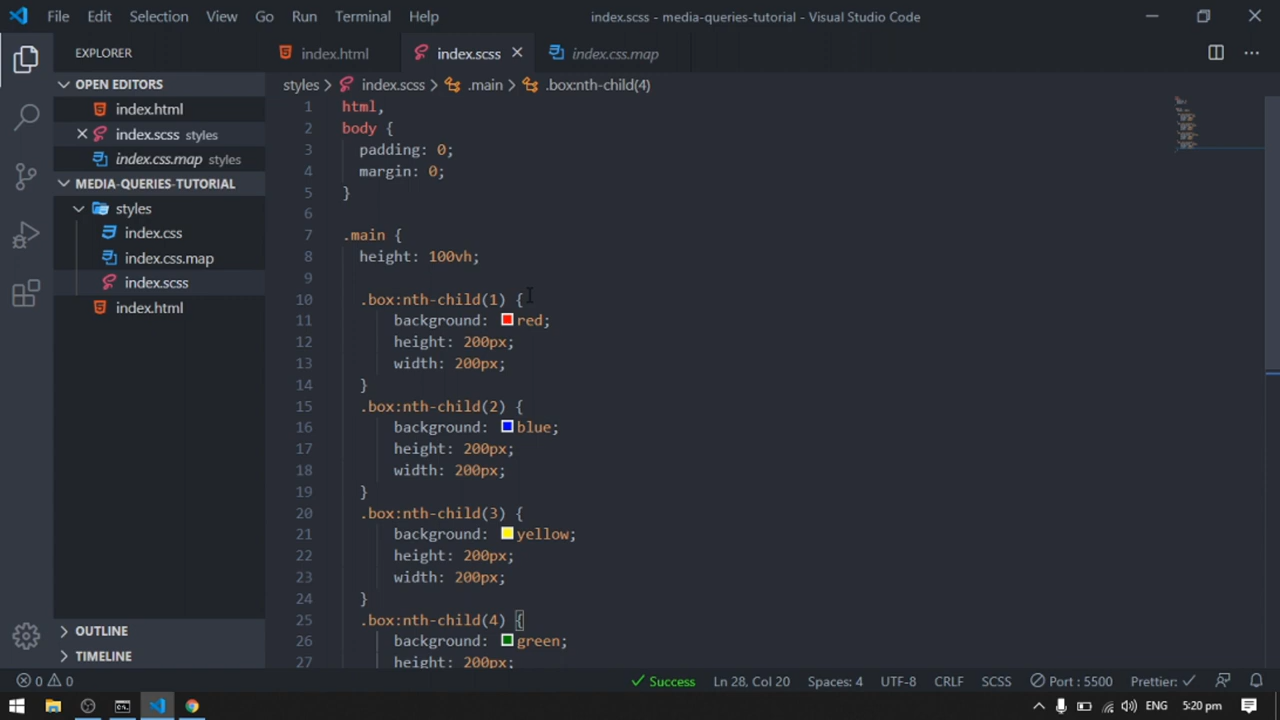 File Edit Selection View Go Run Terminal Help index.scss - media-queries-tutorial - Visual Studio Code
EXPLORER
OPEN EDITORS
index.html
index.scss styles
index.css.map styles
MEDIA-QUERIES-TUTORIAL
styles
index.css
index.css.map
index.scss
index.html
OUTLINE
TIMELINE
index.html index.scss index.css.map
styles > index.scss > .main > .box:nth-child(4)
1 html,
2 body {
3 padding: 0;
4 margin: 0;
5 }
6
7 .main {
8 height: 100vh;
9
10 .box:nth-child(1) {
11 background: red;
12 height: 200px;
13 width: 200px;
14 }
15 .box:nth-child(2) {
16 background: blue;
17 height: 200px;
18 width: 200px;
19 }
20 .box:nth-child(3) {
21 background: yellow;
22 height: 200px;
23 width: 200px;
24 }
25 .box:nth-child(4) {
26 background: green;
27 height: 200px;
0 0 Success Ln 28, Col 20 Spaces: 4 UTF-8 CRLF SCSS Port : 5500 Prettier:
ENG 5:20 pm